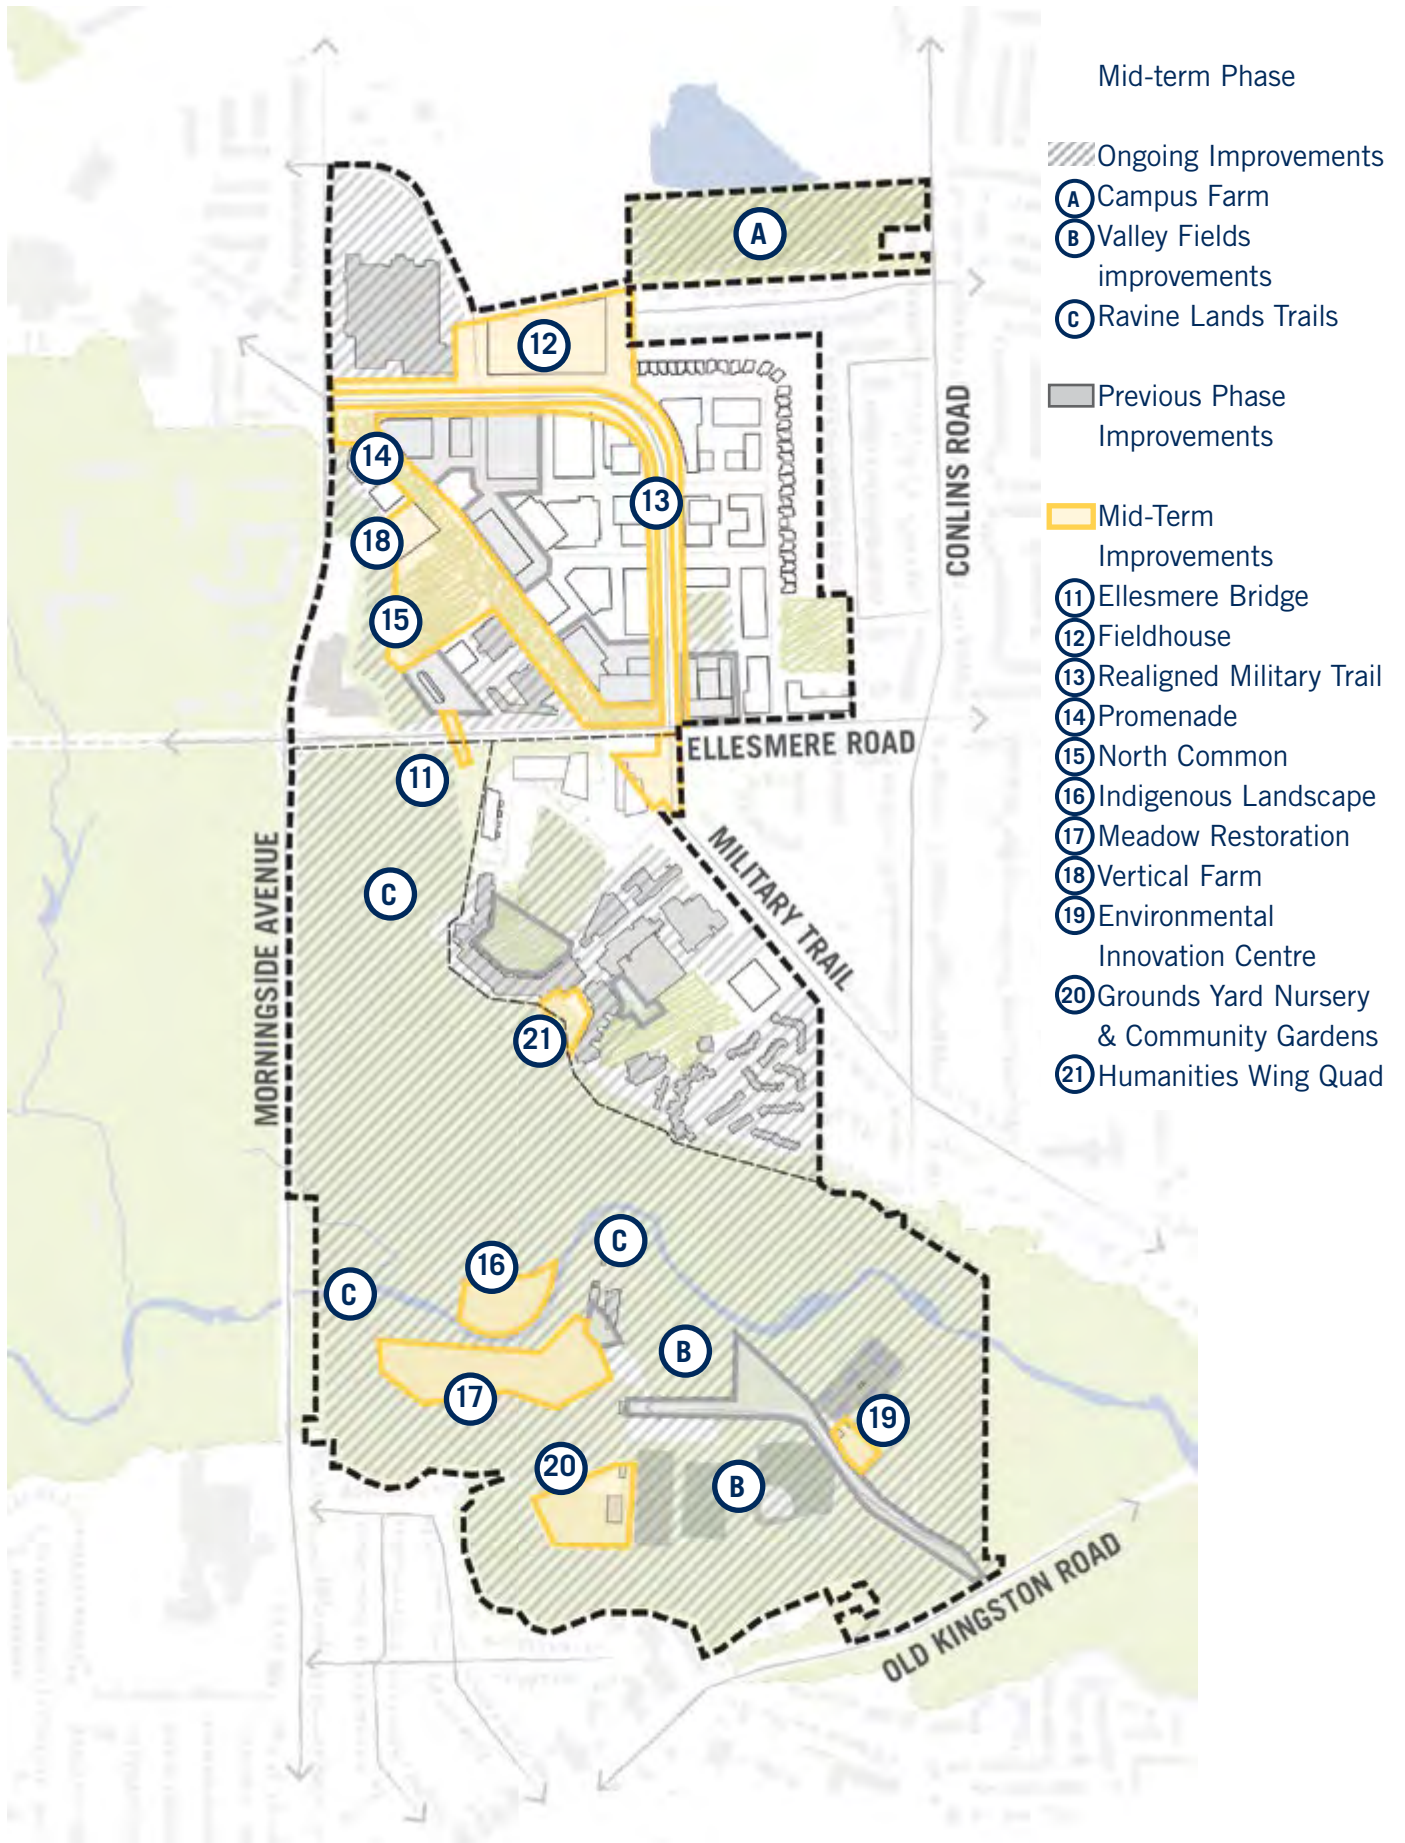 Mid-term Phase
Ongoing Improvements
A Campus Farm
B Valley Fields
improvements
C Ravine Lands Trails
Previous Phase
Improvements
Mid-Term
Improvements
11 Ellesmere Bridge
12 Fieldhouse
13 Realigned Military Trail
14 Promenade
15 North Common
16 Indigenous Landscape
17 Meadow Restoration
18 Vertical Farm
19 Environmental
Innovation Centre
20 Grounds Yard Nursery
& Community Gardens
21 Humanities Wing Quad
A
12
14
13
18
15
CONLINS ROAD
ELLESMERE ROAD
11
MORNINGSIDE AVENUE
C
MILITARY TRAIL
21
C
16
C
B
17
19
20
B
OLD KINGSTON ROAD